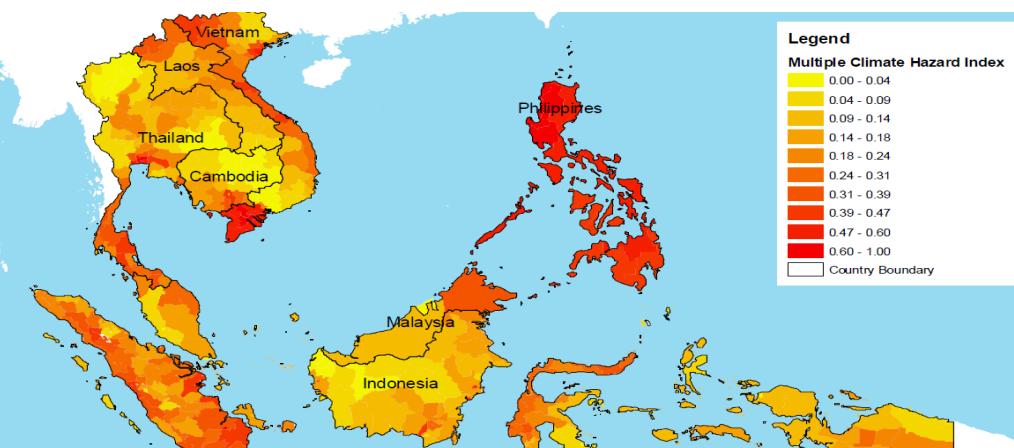 Vietnam
Laos
Thailand
Cambodia
Philippines
Malaysia
Indonesia
Legend
Multiple Climate Hazard Index
0.00 - 0.04
0.04 - 0.09
0.09 - 0.14
0.14 - 0.18
0.18 - 0.24
0.24 - 0.31
0.31 - 0.39
0.39 - 0.47
0.47 - 0.60
0.60 - 1.00
Country Boundary